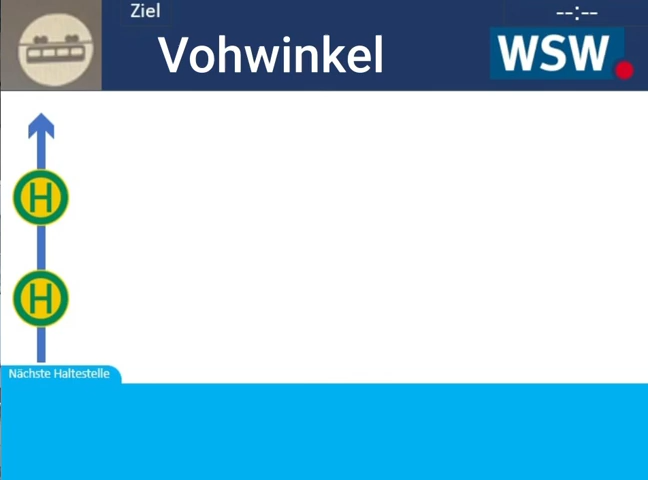 Ziel
--:--
Vohwinkel
WSW.
H
H
Nächste Haltestelle